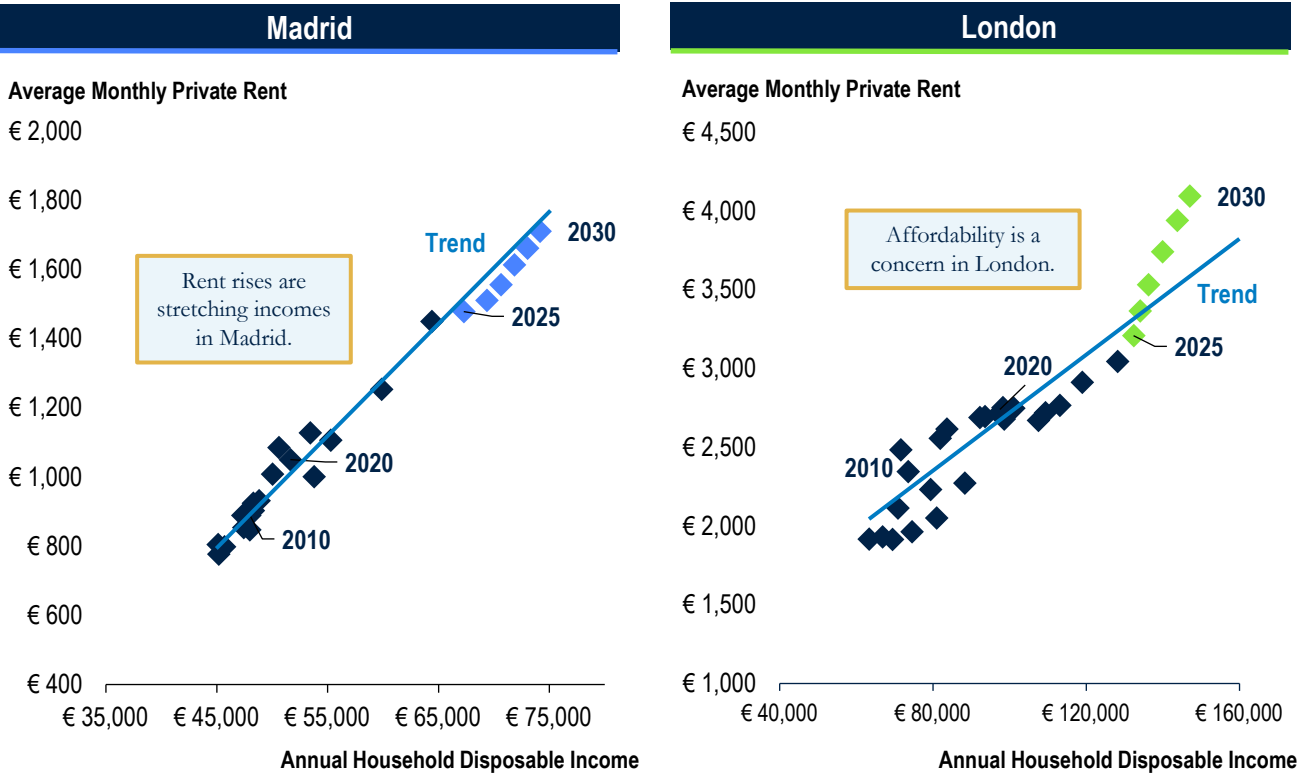 Madrid
Average Monthly Private Rent
€ 2,000
€ 1,800
€ 1,600
€ 1,400
€ 1,200
€ 1,000
€ 800
€ 600
€ 400
€ 35,000 € 45,000 € 55,000 € 65,000 € 75,000
Annual Household Disposable Income
Rent rises are
stretching incomes
in Madrid.
Trend
2030
2025
2020
2010
London
Average Monthly Private Rent
€ 4,500
€ 4,000
€ 3,500
€ 3,000
€ 2,500
€ 2,000
€ 1,500
€ 1,000
€ 40,000 € 80,000 € 120,000 € 160,000
Annual Household Disposable Income
Affordability is a
concern in London.
2030
Trend
2025
2020
2010